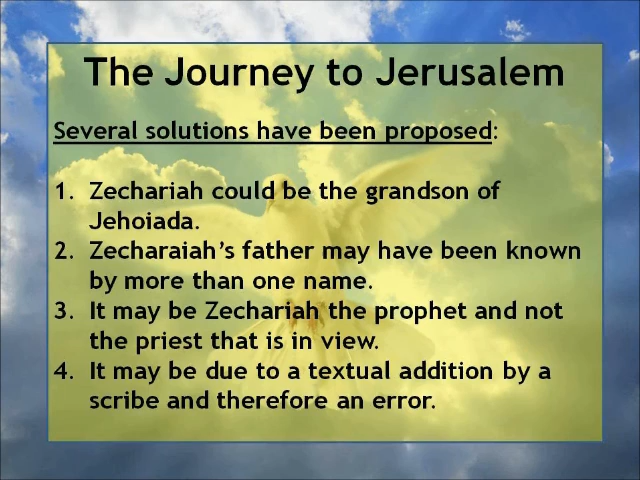 The Journey to Jerusalem
Several solutions have been proposed:
1. Zechariah could be the grandson of
Jehoiada.
2. Zecharaiah's father may have been known
by more than one name.
3. It may be Zechariah the prophet and not
the priest that is in view.
4. It may be due to a textual addition by a
scribe and therefore an error.